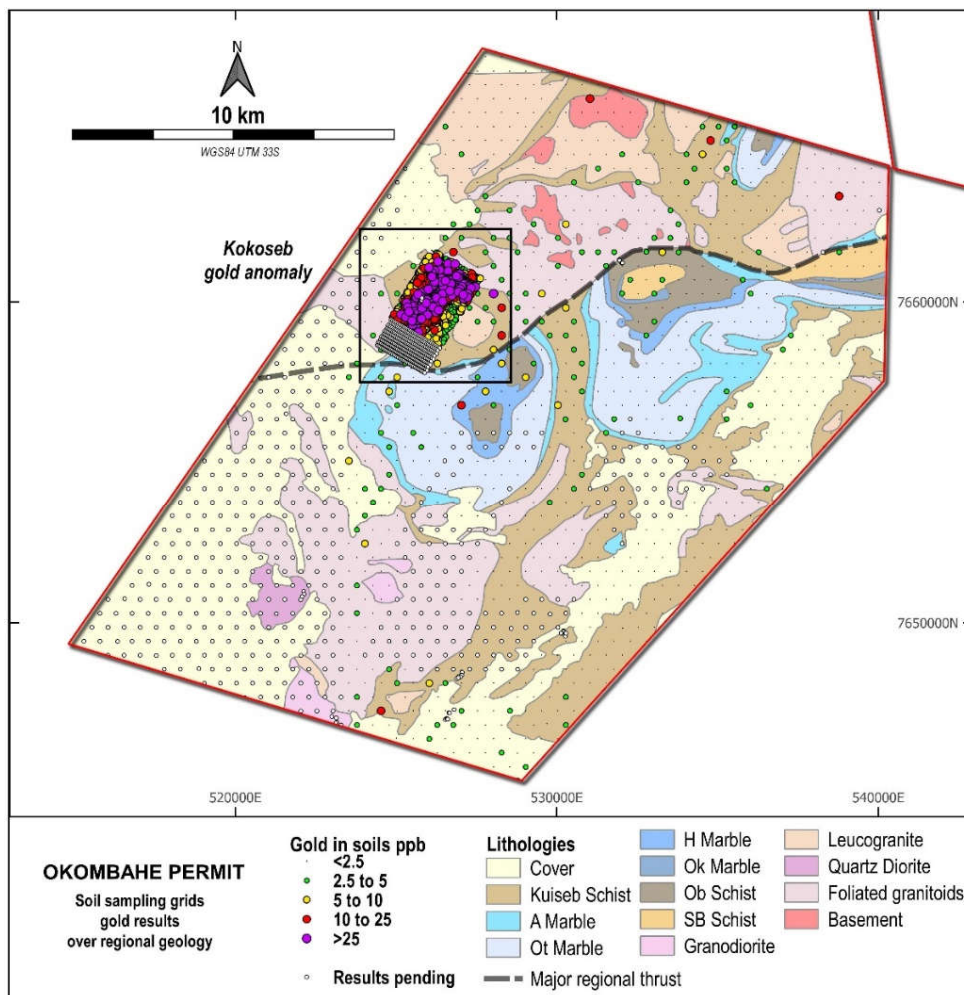 N
10 km
WGS84 UTM 33S
Kokoseb
gold anomaly
7660000N
7650000N
520000E
530000E
540000E
OKOMBAHE PERMIT
Soil sampling grids
gold results
over regional geology
Gold in soils ppb
<2.5
2.5 to 5
5 to 10
10 to 25
>25
Results pending
Lithologies
Cover
Kuiseb Schist
A Marble
Ot Marble
H Marble
Ok Marble
Ob Schist
SB Schist
Granodiorite
Leucogranite
Quartz Diorite
Foliated granitoids
Basement
Major regional thrust